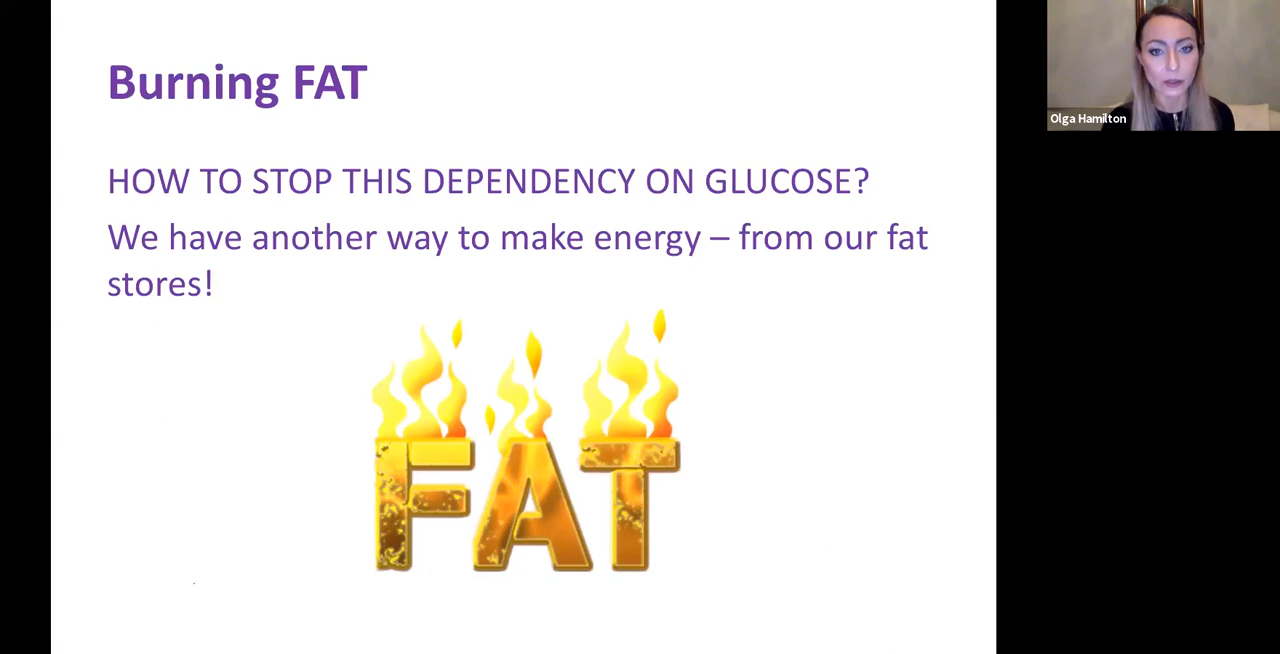 Burning FAT
HOW TO STOP THIS DEPENDENCY ON GLUCOSE?
We have another way to make energy – from our fat
stores!
FAT
Olga Hamilton